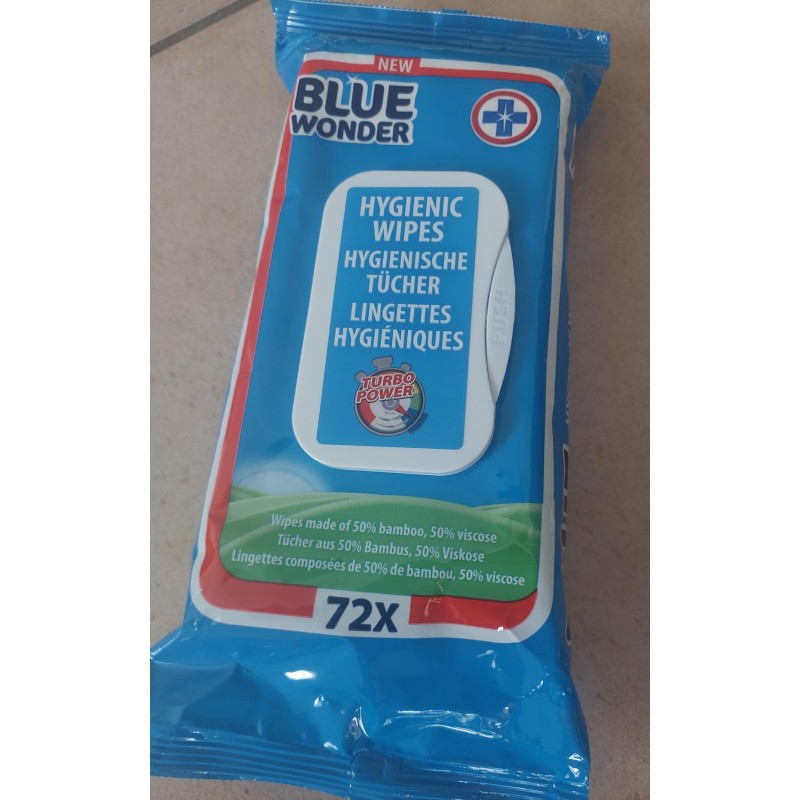 NEW
BLUE
WONDER
HYGIENIC
WIPES
HYGIENISCHE
TÜCHER
LINGETTES
HYGIÉNIQUES
PUSH
TURBO
POWER
Wipes made of 50% bamboo, 50% viscose
Tücher aus 50% Bambus, 50% Viskose
Lingettes composées de 50% de bambou, 50% viscose
72X